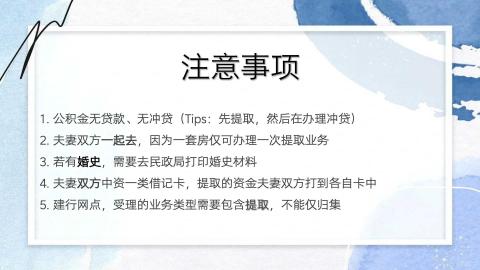 注意事项
1. 公积金无贷款、无冲贷（Tips：先提取，然后在办理冲贷）
2. 夫妻双方一起去，因为一套房仅可办理一次提取业务
3. 若有婚史，需要去民政局打印婚史材料
4. 夫妻双方中资一类借记卡，提取的资金夫妻双方打到各自卡中
5. 建行网点，受理的业务类型需要包含提取，不能仅归集